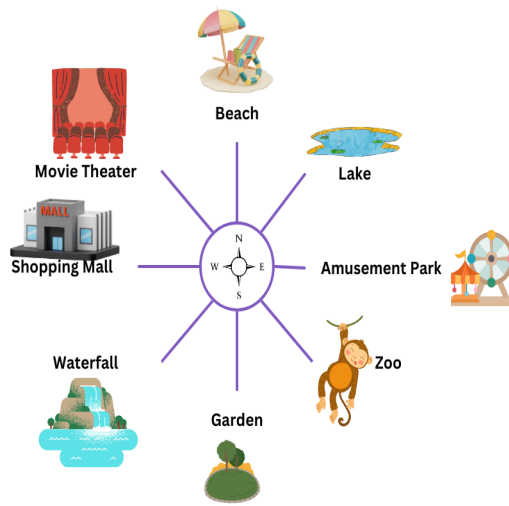 Beach
Movie Theater
Lake
MALL
Shopping Mall
N
W E
S
Amusement Park
Waterfall
Zoo
Garden